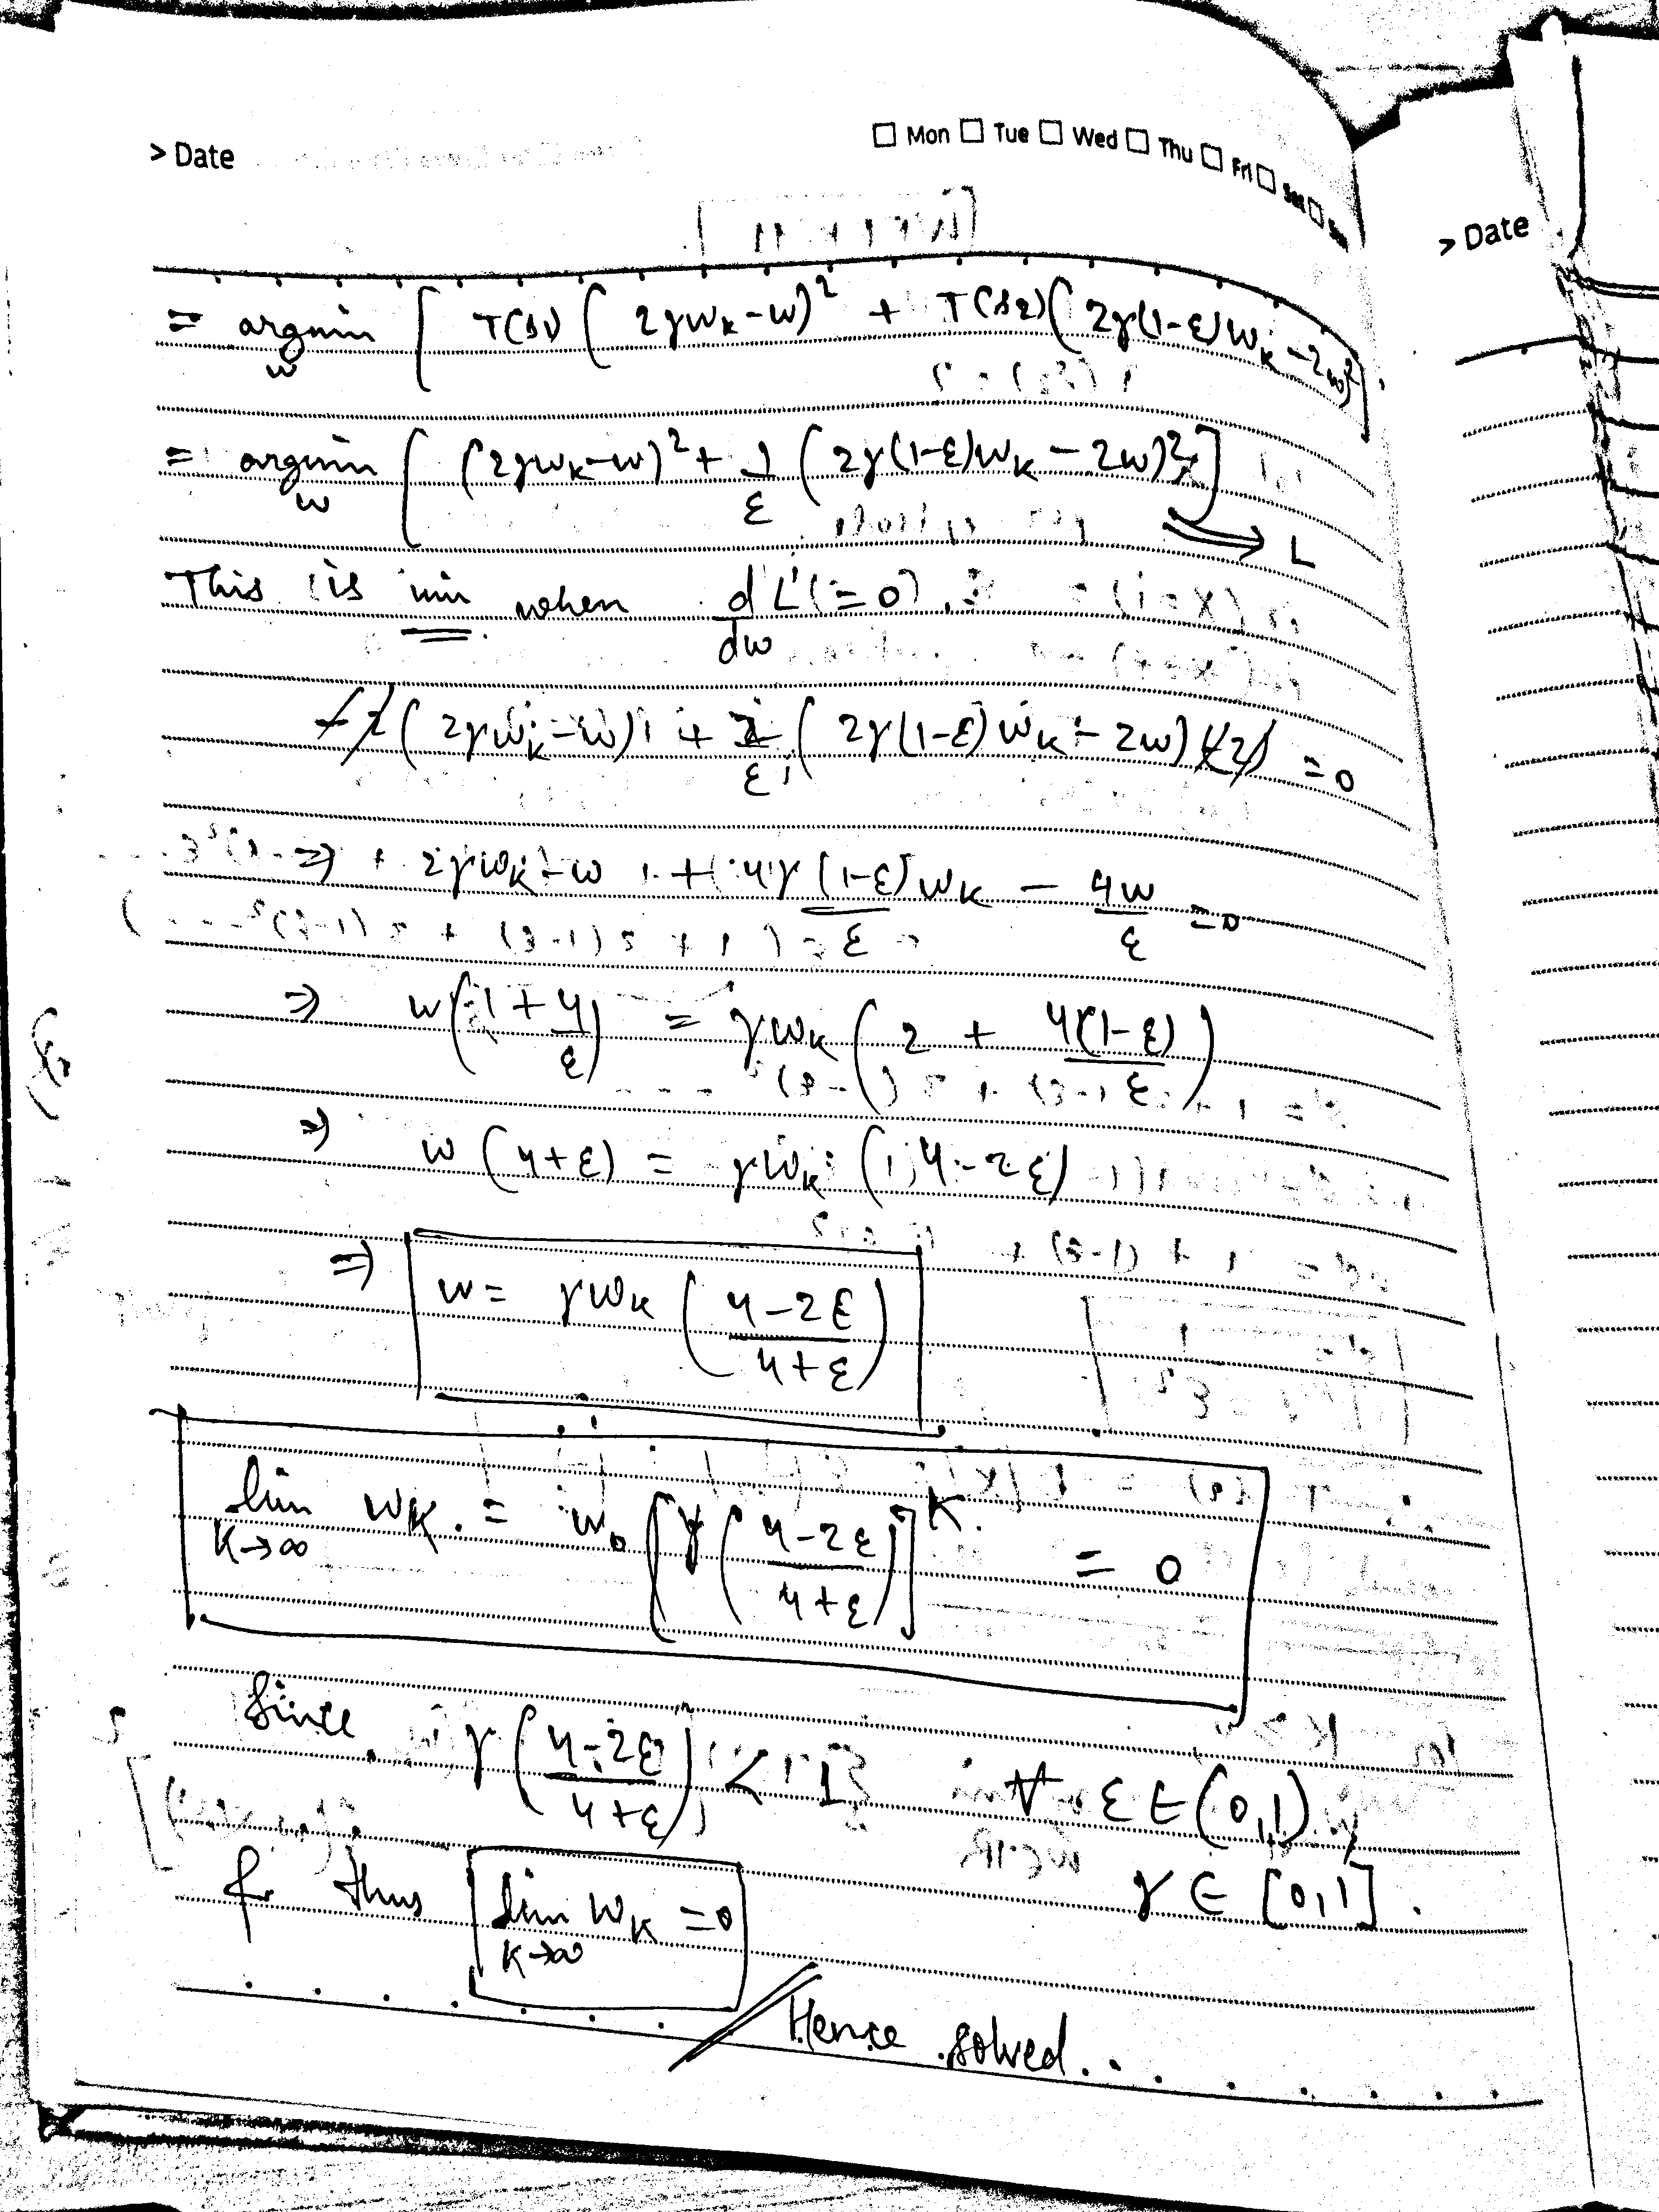 > Date
□ Mon □ Tue □ Wed □ Thu □ Fri □ Sat □ Sun
> Date
= argmin_w [ T(s1) ( 2γw_k - w)² + T(s2)( 2γ(1-ε)w_k - 2w)² ]
= argmin_w [ (2γw_k - w)² + 1/ε ( 2γ(1-ε)w_k - 2w)² ] ⇒ L
This is min when dL/dw (= 0)
-2( 2γw_k - w) + 2/ε ( 2γ(1-ε)w_k - 2w)(-2) = 0
⇒ 2γw_k - w + 4γ(1-ε)/ε w_k - 4w/ε = 0
⇒ w(1 + 4/ε) = γw_k ( 2 + 4(1-ε)/ε )
⇒ w (4+ε) = γw_k (4 - 2ε)
⇒ w = γw_k ( (4-2ε)/(4+ε) )
lim_{k→∞} w_k = w_0 [ γ ( (4-2ε)/(4+ε) ) ]^k = 0
Since γ ( (4-2ε)/(4+ε) ) < 1 ∀ ε ∈ (0,1)
γ ∈ [0,1].
& thus lim_{k→∞} w_k = 0
Hence solved..